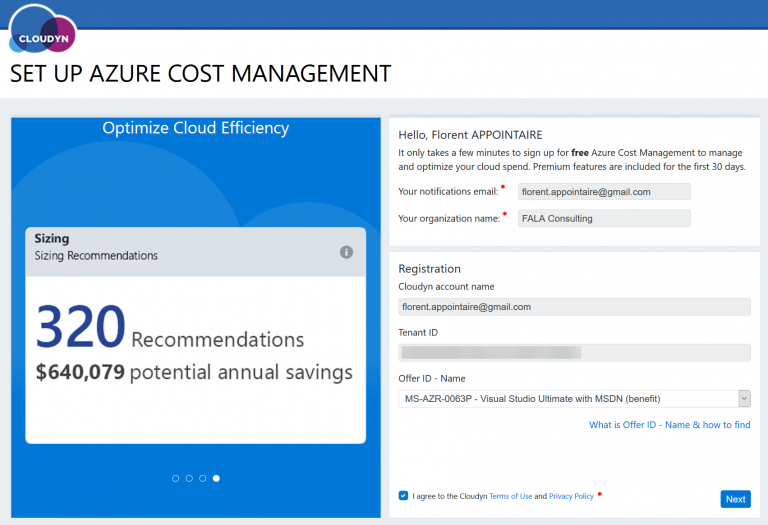 CLOUDYN
SET UP AZURE COST MANAGEMENT
Optimize Cloud Efficiency
Sizing
Sizing Recommendations
i
320 Recommendations
$640,079 potential annual savings
Hello, Florent APPOINTAIRE
It only takes a few minutes to sign up for free Azure Cost Management to manage
and optimize your cloud spend. Premium features are included for the first 30 days.
Your notifications email: * florent.appointaire@gmail.com
Your organization name: * FALA Consulting
Registration
Cloudyn account name
florent.appointaire@gmail.com
Tenant ID
Offer ID - Name
MS-AZR-0063P - Visual Studio Ultimate with MSDN (benefit)
What is Offer ID - Name & how to find
I agree to the Cloudyn Terms of Use and Privacy Policy *
Next